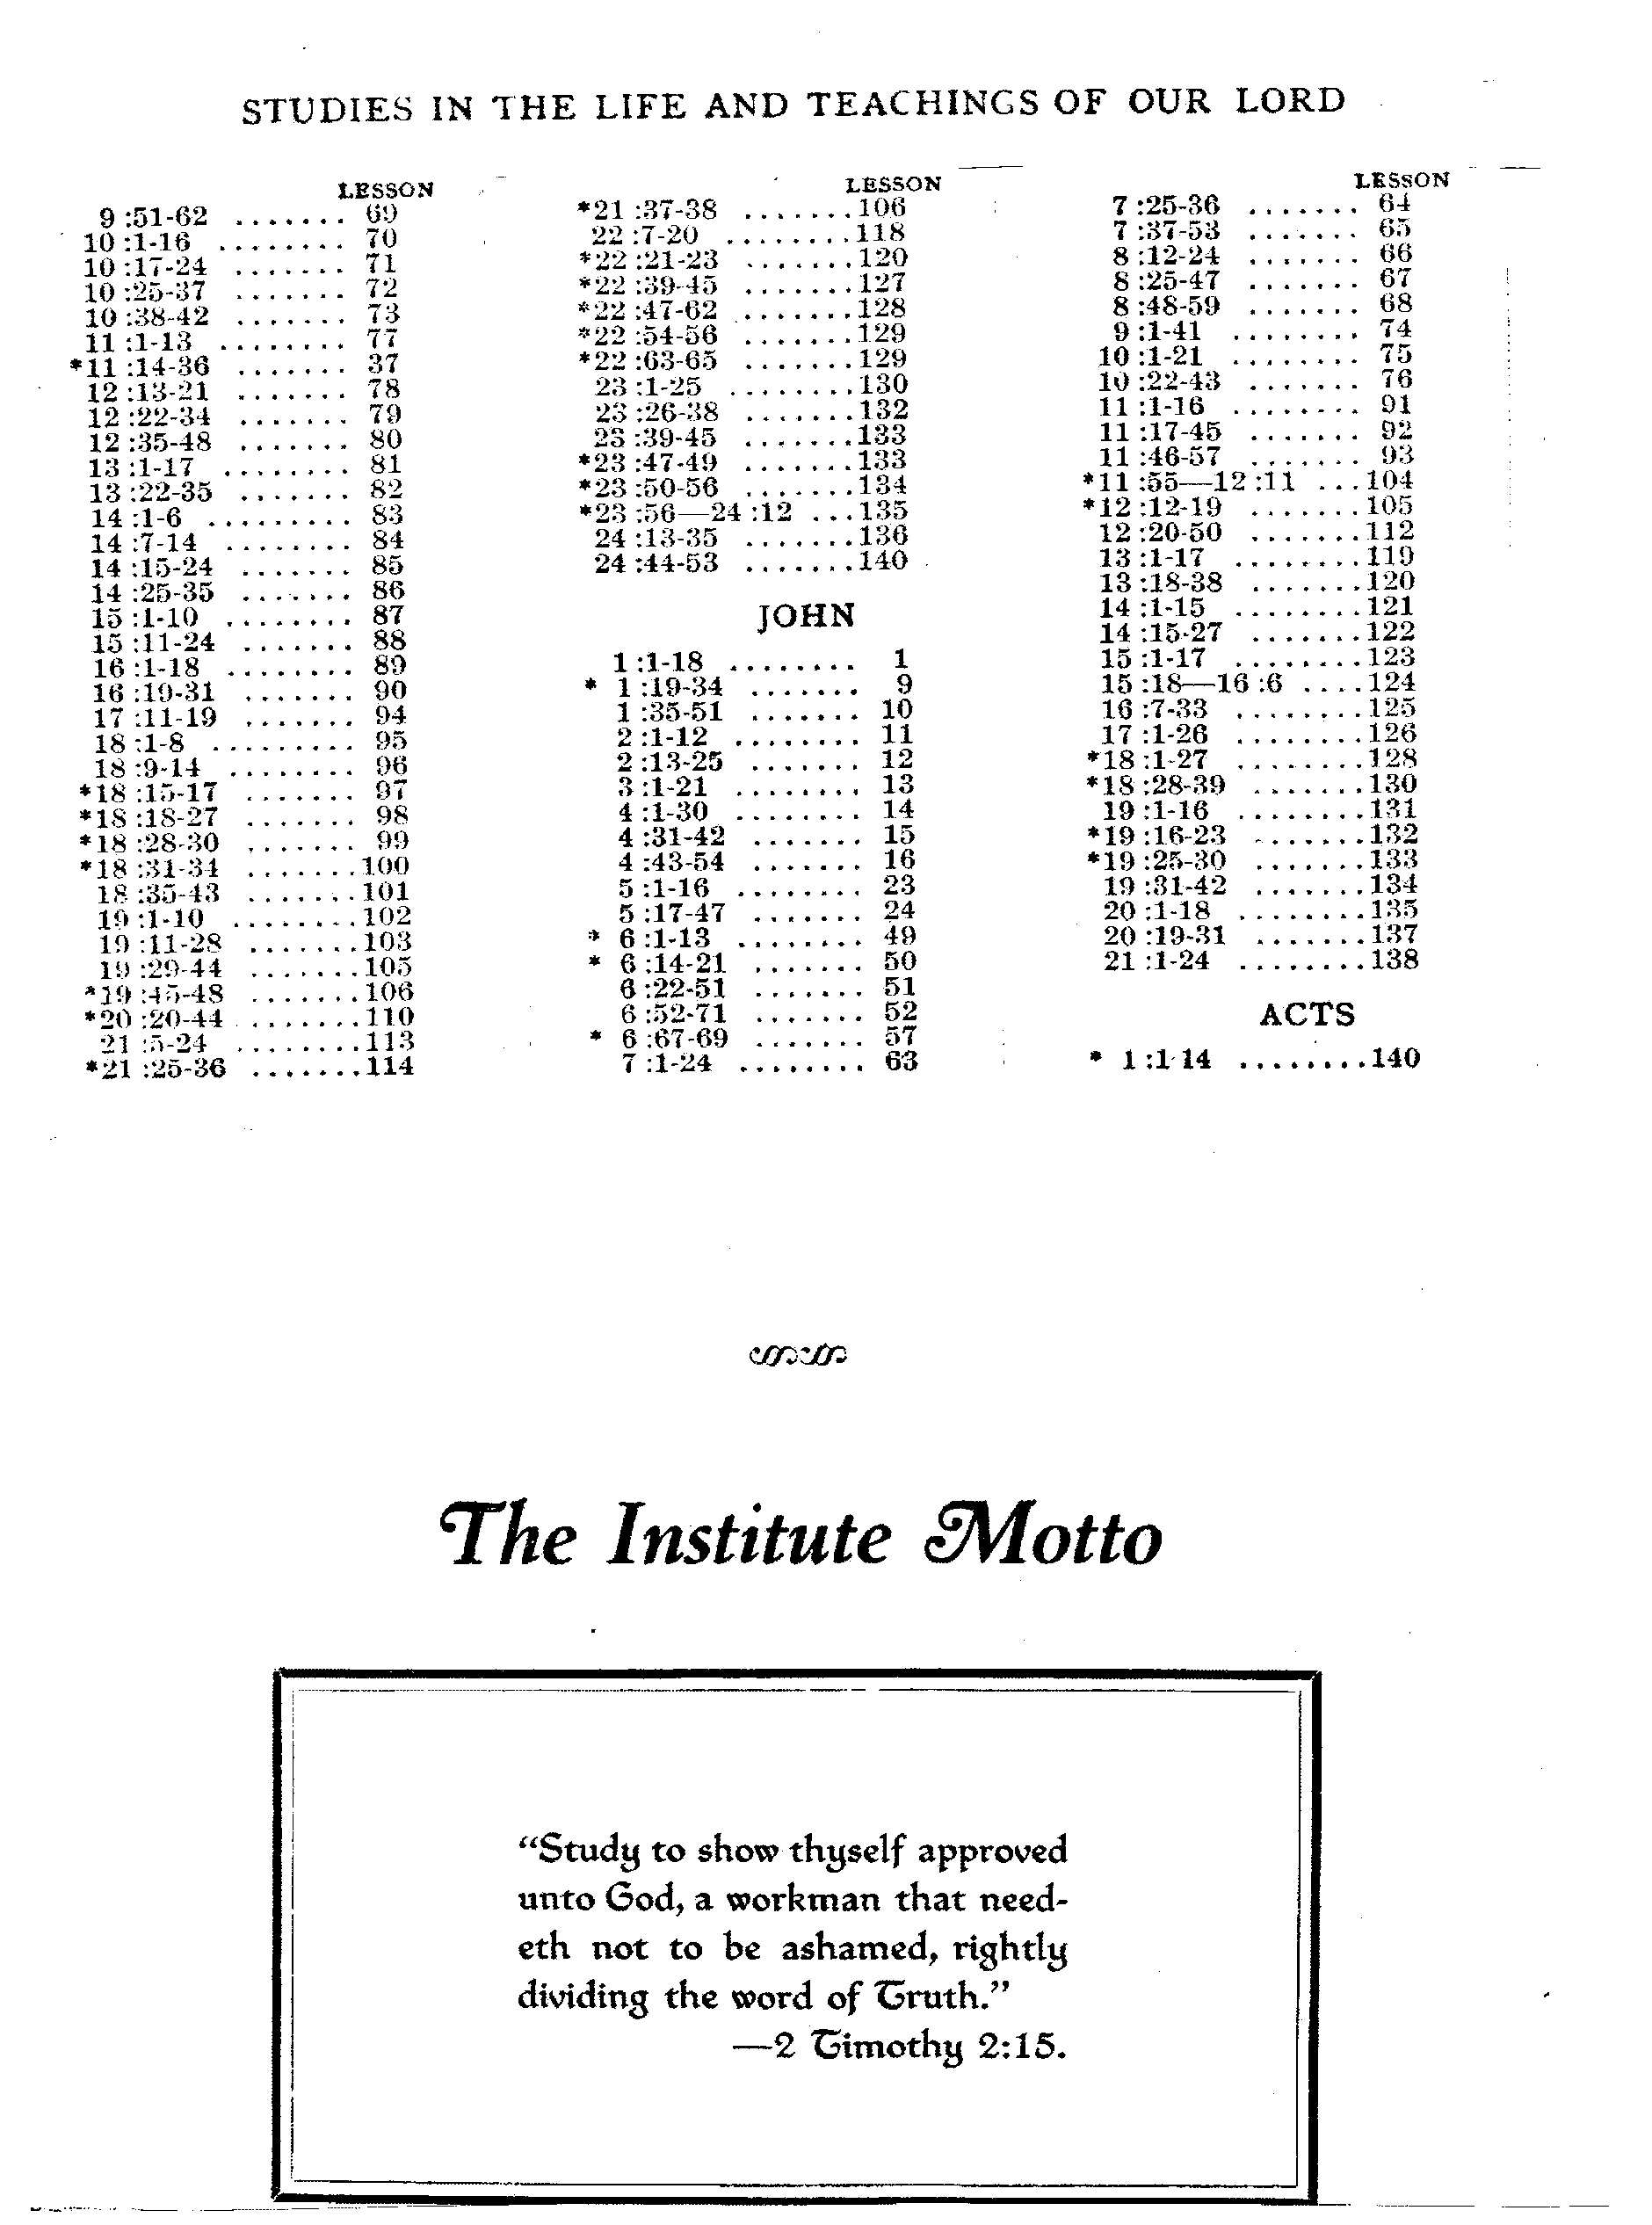 STUDIES IN THE LIFE AND TEACHINGS OF OUR LORD
LESSON
9:51-62 ....... 69
10:1-16 ........ 70
10:17-24 ....... 71
10:25-37 ....... 72
10:38-42 ....... 73
11:1-13 ........ 77
*11:14-36 ....... 37
12:13-21 ....... 78
12:22-34 ....... 79
12:35-48 ....... 80
13:1-17 ........ 81
13:22-35 ....... 82
14:1-6 ......... 83
14:7-14 ........ 84
14:15-24 ....... 85
14:25-35 ....... 86
15:1-10 ........ 87
15:11-24 ....... 88
16:1-18 ........ 89
16:19-31 ....... 90
17:11-19 ....... 94
18:1-8 ......... 95
18:9-14 ........ 96
*18:15-17 ....... 97
*18:18-27 ....... 98
*18:28-30 ....... 99
*18:31-34 .......100
18:35-43 .......101
19:1-10 ........102
19:11-28 .......103
19:29-44 .......105
*19:45-48 .......106
*20:20-44 .......110
21:5-24 ........113
*21:25-36 .......114
LESSON
*21:37-38 .......106
22:7-20 ........118
*22:21-23 .......120
*22:39-45 .......127
*22:47-62 .......128
*22:54-56 .......129
*22:63-65 .......129
23:1-25 ........130
23:26-38 .......132
23:39-45 .......133
*23:47-49 .......133
*23:50-56 .......134
*23:56—24:12 ...135
24:13-35 .......136
24:44-53 .......140
JOHN
1:1-18 ........ 1
* 1:19-34 ....... 9
1:35-51 ....... 10
2:1-12 ........ 11
2:13-25 ....... 12
3:1-21 ........ 13
4:1-30 ........ 14
4:31-42 ....... 15
4:43-54 ....... 16
5:1-16 ........ 23
5:17-47 ....... 24
* 6:1-13 ........ 49
* 6:14-21 ....... 50
6:22-51 ....... 51
6:52-71 ....... 52
* 6:67-69 ....... 57
7:1-24 ........ 63
LESSON
7:25-36 ....... 64
7:37-53 ....... 65
8:12-24 ....... 66
8:25-47 ....... 67
8:48-59 ....... 68
9:1-41 ........ 74
10:1-21 ........ 75
10:22-43 ....... 76
11:1-16 ........ 91
11:17-45 ....... 92
11:46-57 ....... 93
*11:55—12:11 ...104
*12:12-19 .......105
12:20-50 .......112
13:1-17 ........119
13:18-38 .......120
14:1-15 ........121
14:15-27 .......122
15:1-17 ........123
15:18—16:6 ....124
16:7-33 ........125
17:1-26 ........126
*18:1-27 ........128
*18:28-39 .......130
19:1-16 ........131
*19:16-23 .......132
*19:25-30 .......133
19:31-42 .......134
20:1-18 ........135
20:19-31 .......137
21:1-24 ........138
ACTS
* 1:1-14 ........140
The Institute Motto
“Study to show thyself approved
unto God, a workman that need-
eth not to be ashamed, rightly
dividing the word of Truth.”
—2 Timothy 2:15.